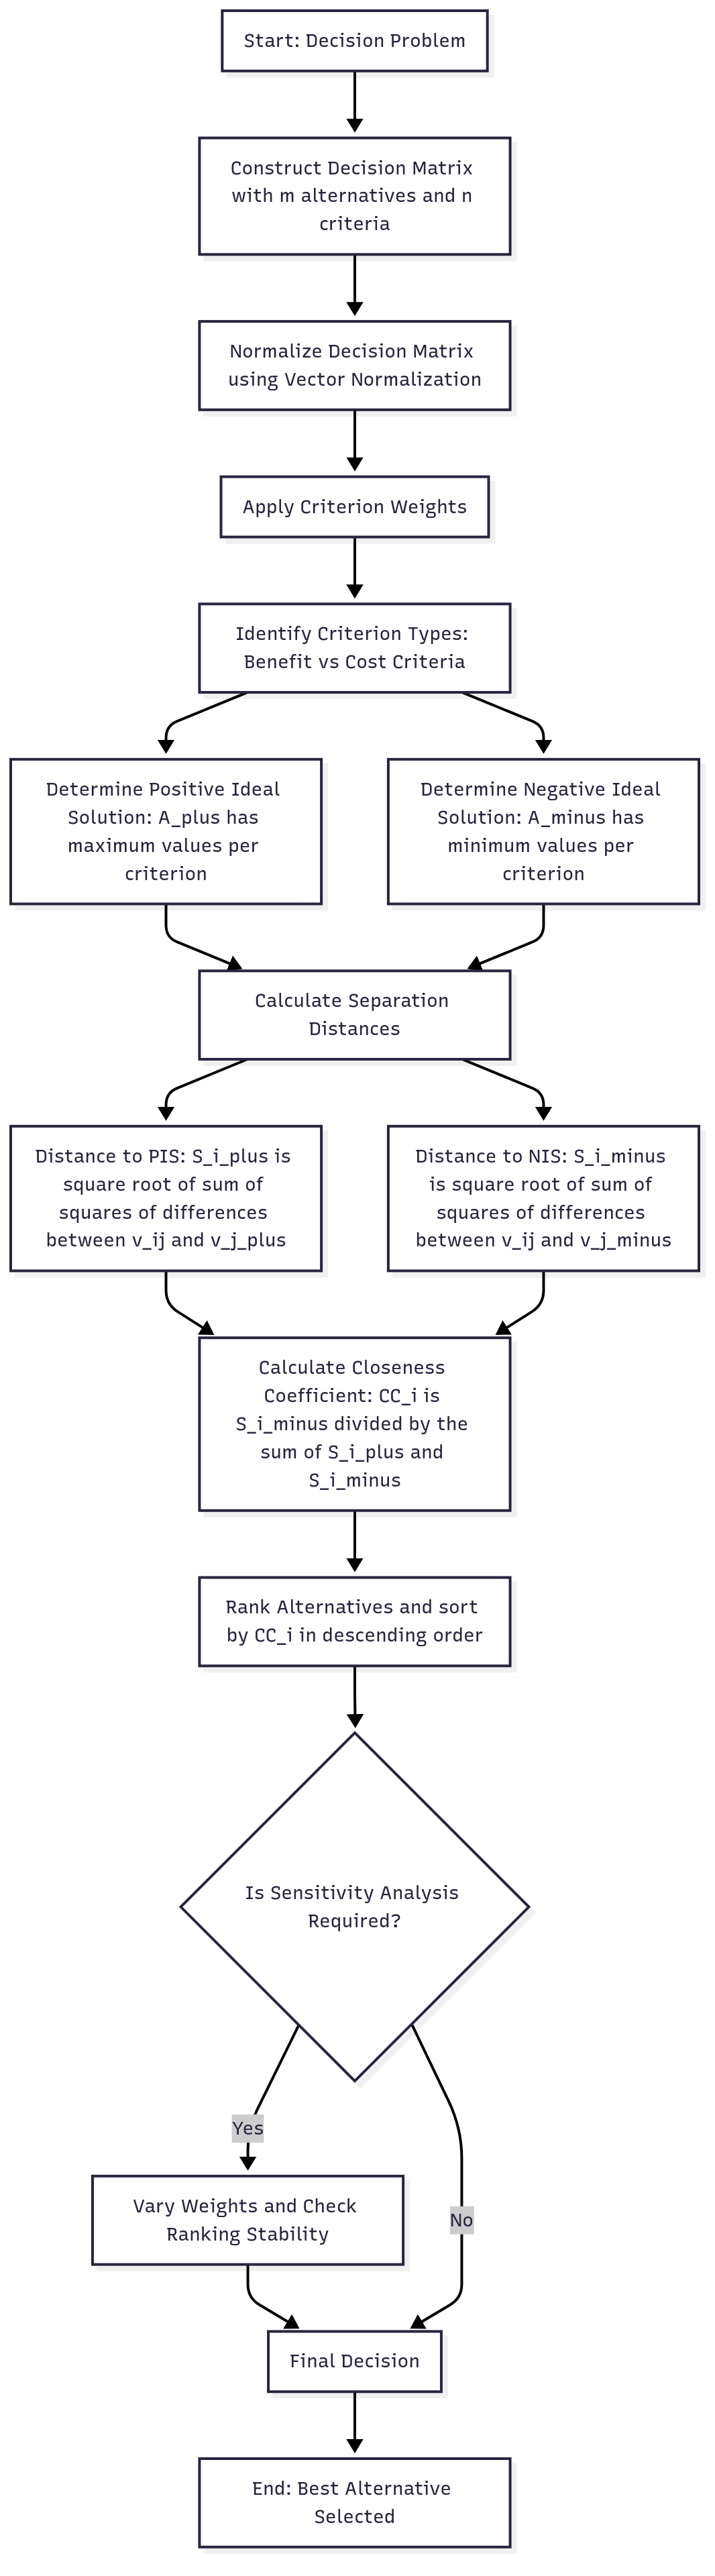 Start: Decision Problem
Construct Decision Matrix
with m alternatives and n
criteria
Normalize Decision Matrix
using Vector Normalization
Apply Criterion Weights
Identify Criterion Types:
Benefit vs Cost Criteria
Determine Positive Ideal
Solution: A_plus has
maximum values per
criterion
Determine Negative Ideal
Solution: A_minus has
minimum values per
criterion
Calculate Separation
Distances
Distance to PIS: S_i_plus is
square root of sum of
squares of differences
between v_ij and v_j_plus
Distance to NIS: S_i_minus
is square root of sum of
squares of differences
between v_ij and v_j_minus
Calculate Closeness
Coefficient: CC_i is
S_i_minus divided by the
sum of S_i_plus and
S_i_minus
Rank Alternatives and sort
by CC_i in descending order
Is Sensitivity Analysis
Required?
Yes
Vary Weights and Check
Ranking Stability
No
Final Decision
End: Best Alternative
Selected